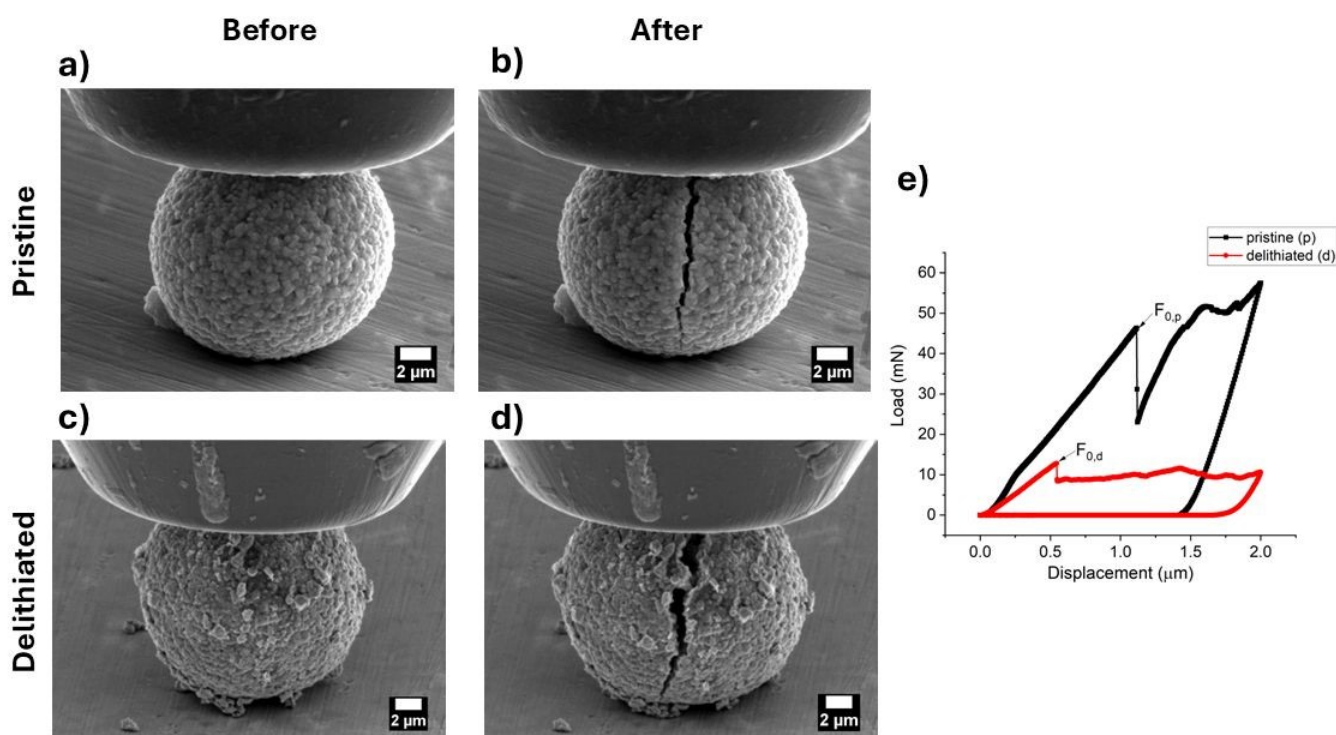 Before
After
Pristine
Delithiated
a)
b)
c)
d)
e)
2 µm
2 µm
2 µm
2 µm
pristine (p)
delithiated (d)
F0,p
F0,d
Load (mN)
60
50
40
30
20
10
0
0.0 0.5 1.0 1.5 2.0
Displacement (µm)